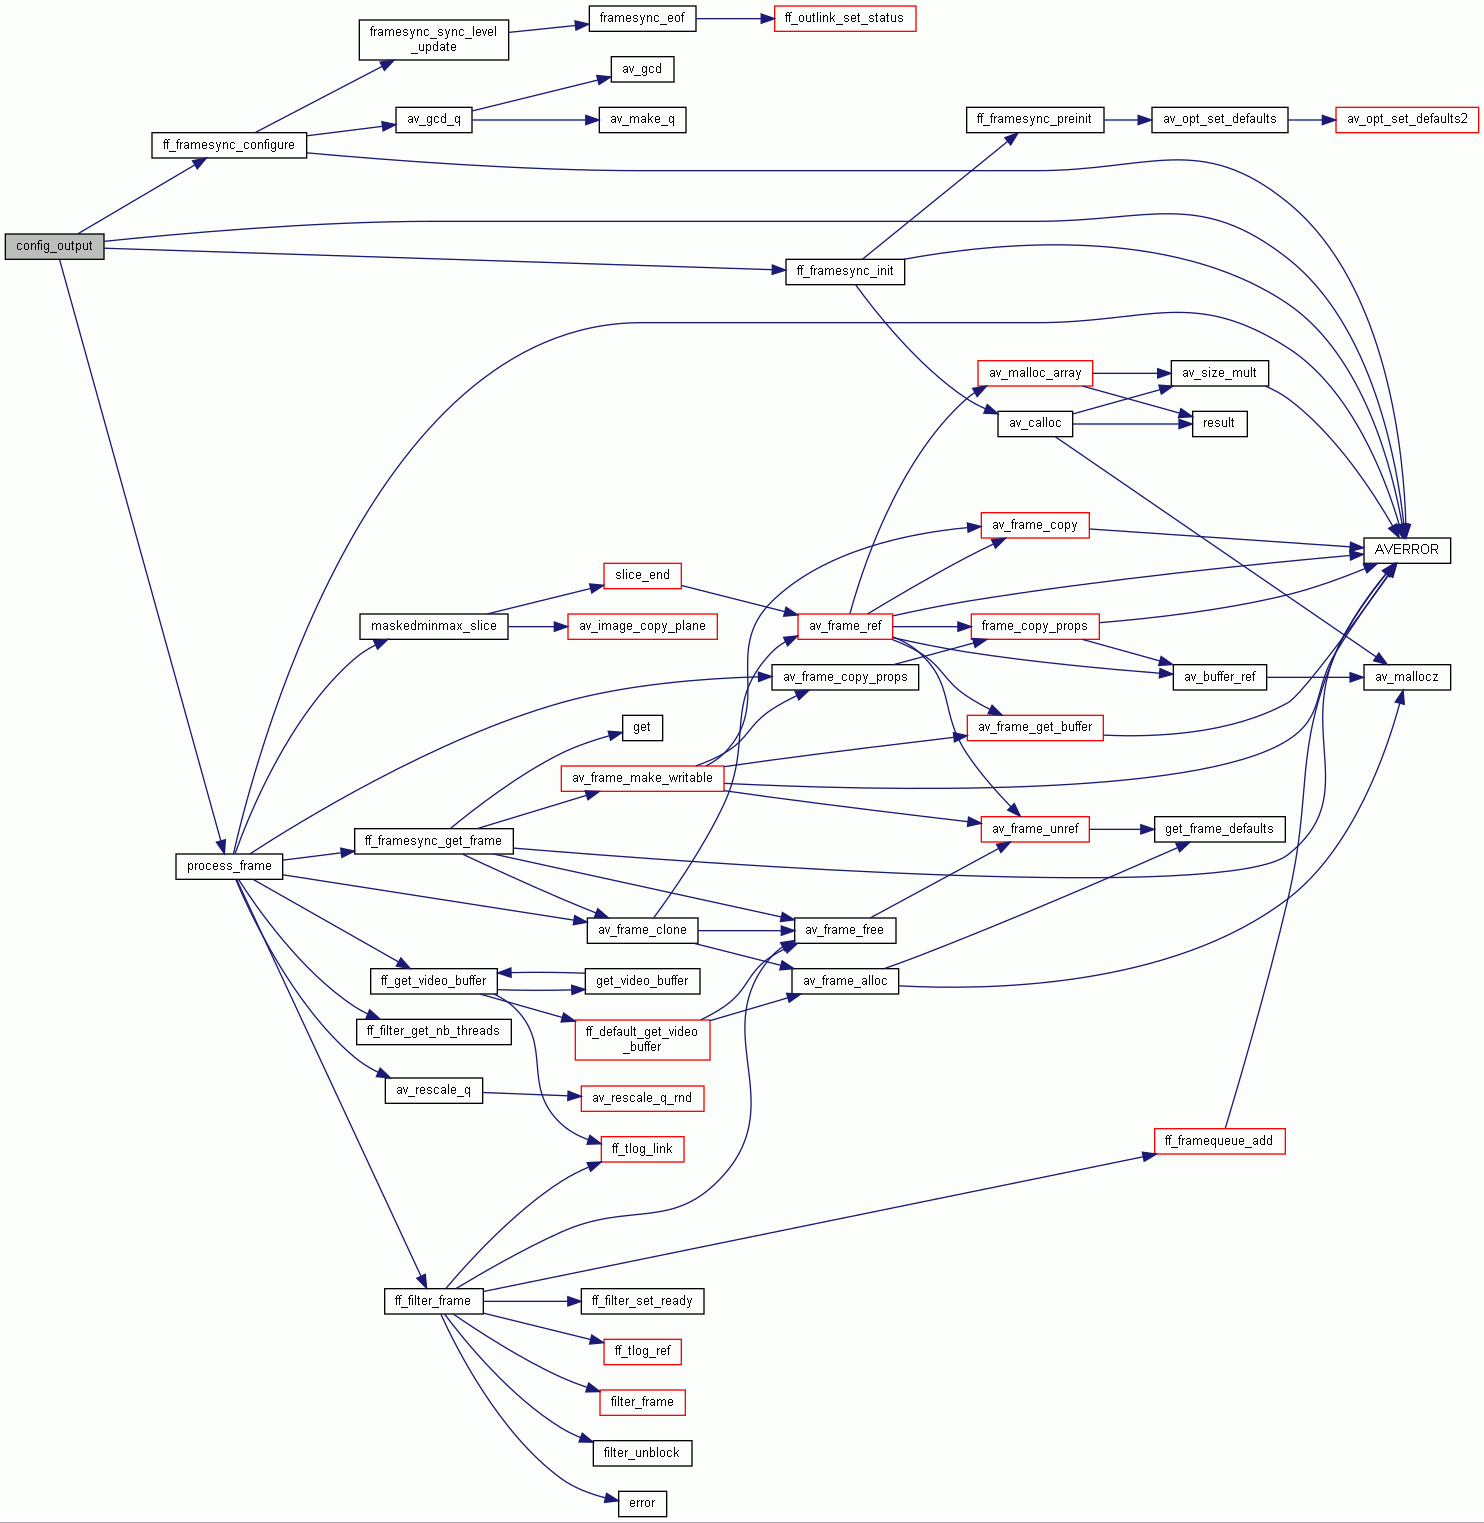 framesync_eof
ff_outlink_set_status
framesync_sync_level
_update
av_gcd
av_gcd_q
av_make_q
ff_framesync_preinit
av_opt_set_defaults
av_opt_set_defaults2
ff_framesync_configure
config_output
ff_framesync_init
av_malloc_array
av_size_mult
av_calloc
result
av_frame_copy
AVERROR
slice_end
maskedminmax_slice
av_image_copy_plane
av_frame_ref
frame_copy_props
av_frame_copy_props
av_buffer_ref
av_mallocz
get
av_frame_get_buffer
av_frame_make_writable
ff_framesync_get_frame
av_frame_unref
get_frame_defaults
process_frame
av_frame_clone
av_frame_free
ff_get_video_buffer
get_video_buffer
av_frame_alloc
ff_filter_get_nb_threads
ff_default_get_video
_buffer
av_rescale_q
av_rescale_q_rnd
ff_tlog_link
ff_framequeue_add
ff_filter_frame
ff_filter_set_ready
ff_tlog_ref
filter_frame
filter_unblock
error